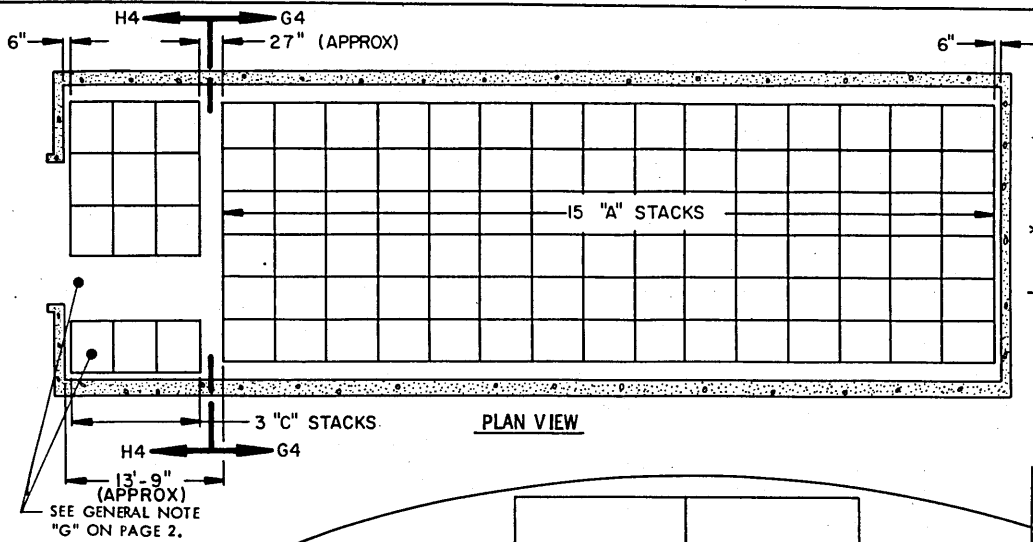 H4 G4
6" 27" (APPROX) 6"
15 "A" STACKS
3 "C" STACKS
PLAN VIEW
H4 G4
13'-9"
(APPROX)
SEE GENERAL NOTE
"G" ON PAGE 2.